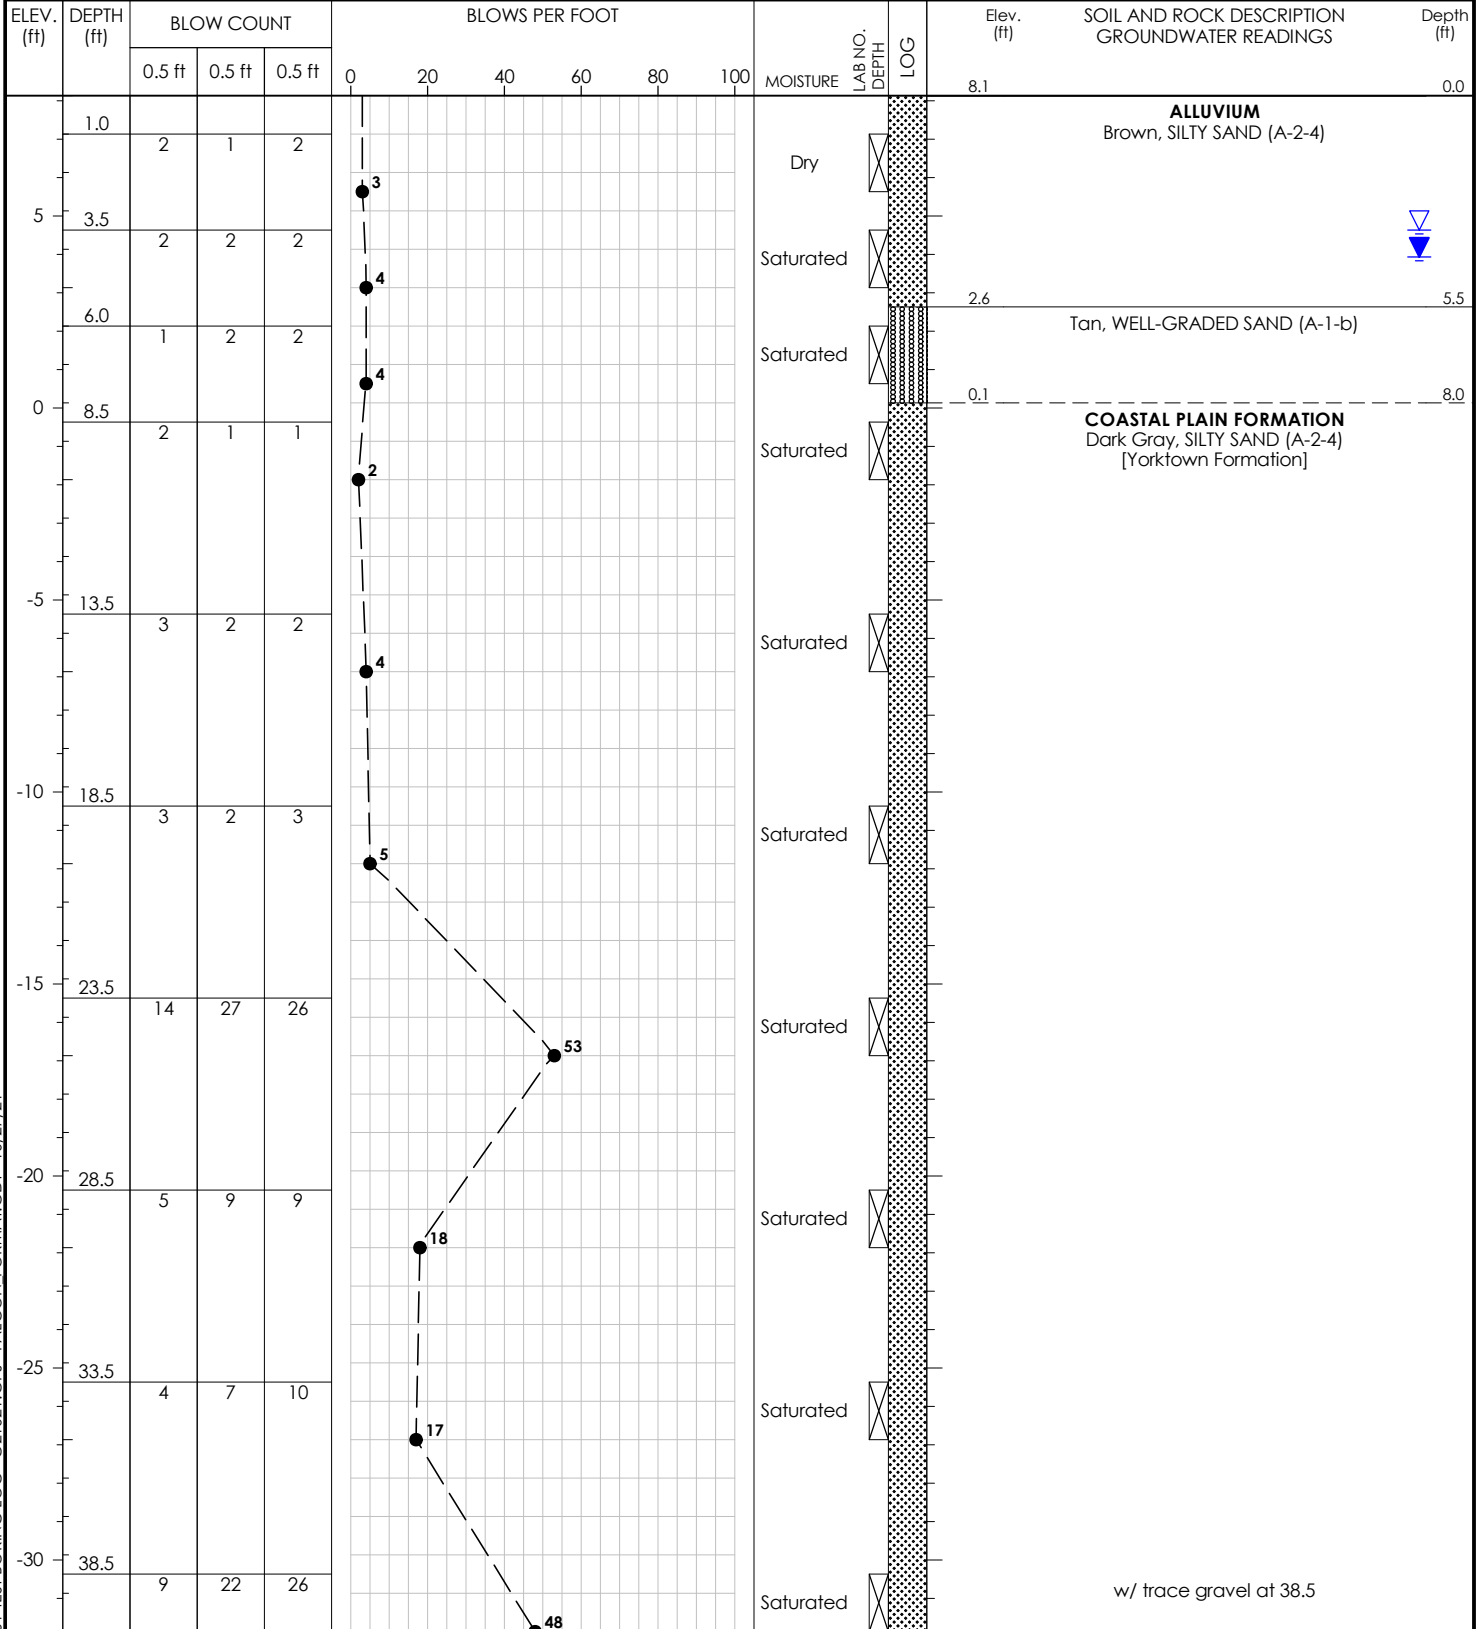 ELEV. (ft) DEPTH (ft) BLOW COUNT BLOWS PER FOOT Elev. (ft) SOIL AND ROCK DESCRIPTION Depth (ft)
GROUNDWATER READINGS
0.5 ft 0.5 ft 0.5 ft 0 20 40 60 80 100 MOISTURE LAB NO. DEPTH LOG
8.1 0.0
ALLUVIUM
1.0
Brown, SILTY SAND (A-2-4)
2 1 2
Dry
3
5 3.5
2 2 2
Saturated
4
2.6 5.5
6.0
Tan, WELL-GRADED SAND (A-1-b)
1 2 2
Saturated
4
0.1 8.0
0 8.5
COASTAL PLAIN FORMATION
2 1 1
Dark Gray, SILTY SAND (A-2-4)
Saturated
[Yorktown Formation]
2
-5 13.5
3 2 2
Saturated
4
-10 18.5
3 2 3
Saturated
5
-15 23.5
14 27 26
Saturated
53
-20 28.5
5 9 9
Saturated
18
-25 33.5
4 7 10
Saturated
17
-30 38.5
9 22 26
w/ trace gravel at 38.5
Saturated
48